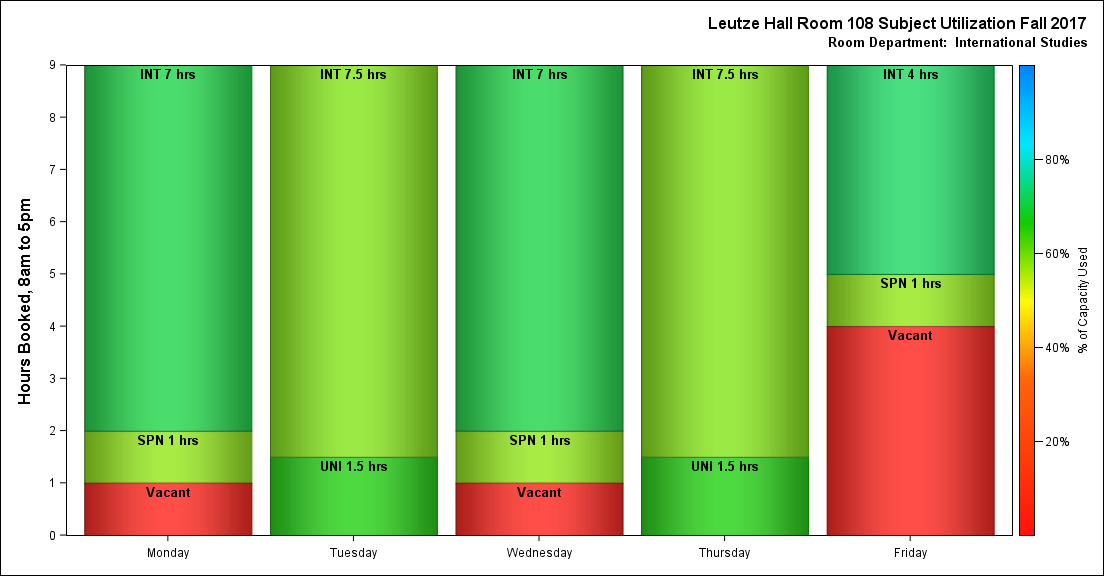 Leutze Hall Room 108 Subject Utilization Fall 2017
Room Department:  International Studies
Hours Booked, 8am to 5pm
9
8
7
6
5
4
3
2
1
0
INT 7 hrs
SPN 1 hrs
Vacant
INT 7.5 hrs
UNI 1.5 hrs
INT 7 hrs
SPN 1 hrs
Vacant
INT 7.5 hrs
UNI 1.5 hrs
INT 4 hrs
SPN 1 hrs
Vacant
Monday
Tuesday
Wednesday
Thursday
Friday
80%
60%
40%
20%
% of Capacity Used